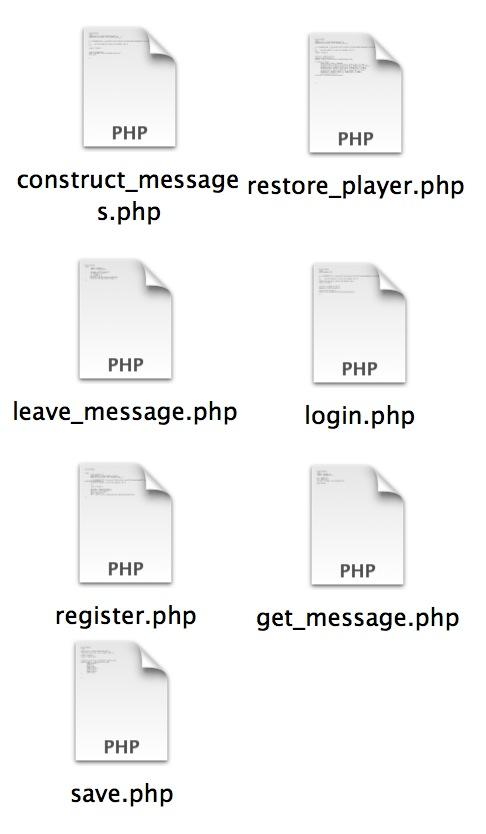 PHP
construct_message
s.php
PHP
restore_player.php
PHP
leave_message.php
PHP
login.php
PHP
register.php
PHP
get_message.php
PHP
save.php